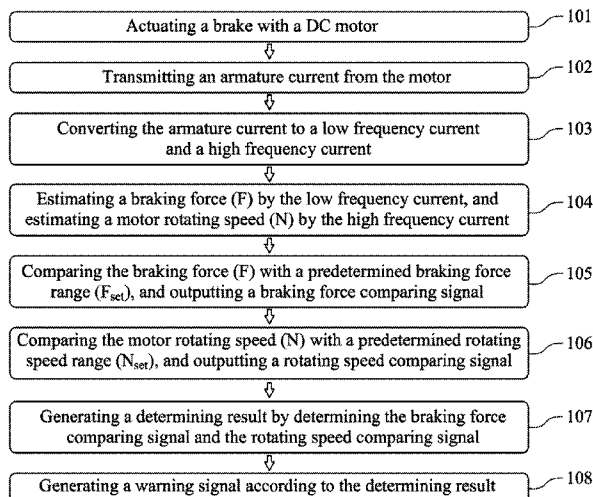 Actuating a brake with a DC motor
101
Transmitting an armature current from the motor
102
Converting the armature current to a low frequency current
and a high frequency current
103
Estimating a braking force (F) by the low frequency current, and
estimating a motor rotating speed (N) by the high frequency current
104
Comparing the braking force (F) with a predetermined braking force
range (Fset), and outputting a braking force comparing signal
105
Comparing the motor rotating speed (N) with a predetermined rotating
speed range (Nset), and outputting a rotating speed comparing signal
106
Generating a determining result by determining the braking force
comparing signal and the rotating speed comparing signal
107
Generating a warning signal according to the determining result
108